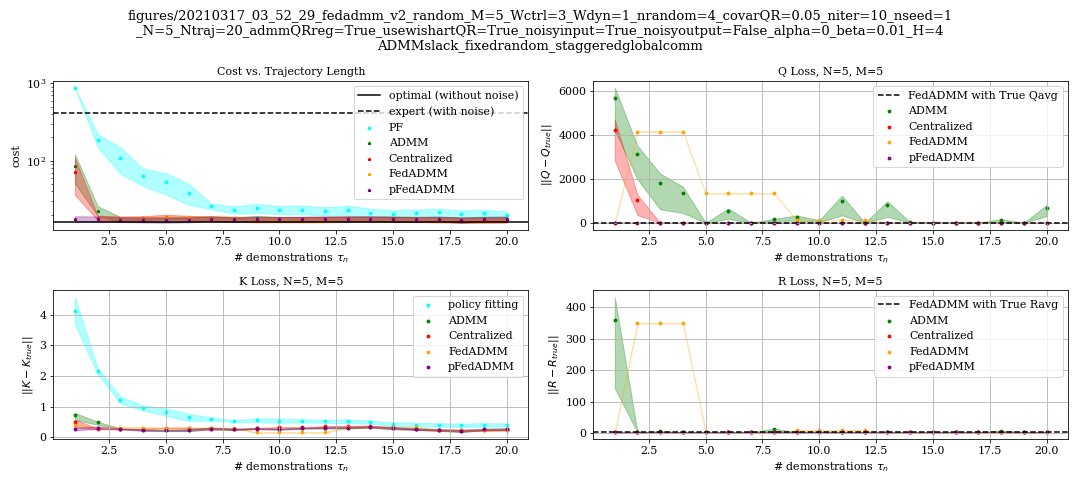 figures/20210317_03_52_29_fedadmm_v2_random_M=5_Wctrl=3_Wdyn=1_nrandom=4_covarQR=0.05_niter=10_nseed=1
_N=5_Ntraj=20_admmQRreg=True_usewishartQR=True_noisyinput=True_noisyoutput=False_alpha=0_beta=0.01_H=4
ADMMslack_fixedrandom_staggeredglobalcomm
Cost vs. Trajectory Length
cost
10³
10²
optimal (without noise)
expert (with noise)
PF
ADMM
Centralized
FedADMM
pFedADMM
2.5 5.0 7.5 10.0 12.5 15.0 17.5 20.0
# demonstrations τₙ
Q Loss, N=5, M=5
||Q − Q_true||
6000
4000
2000
0
FedADMM with True Qavg
ADMM
Centralized
FedADMM
pFedADMM
2.5 5.0 7.5 10.0 12.5 15.0 17.5 20.0
# demonstrations τₙ
K Loss, N=5, M=5
||K − K_true||
4
3
2
1
0
policy fitting
ADMM
Centralized
FedADMM
pFedADMM
2.5 5.0 7.5 10.0 12.5 15.0 17.5 20.0
# demonstrations τₙ
R Loss, N=5, M=5
||R − R_true||
400
300
200
100
0
FedADMM with True Ravg
ADMM
Centralized
FedADMM
pFedADMM
2.5 5.0 7.5 10.0 12.5 15.0 17.5 20.0
# demonstrations τₙ